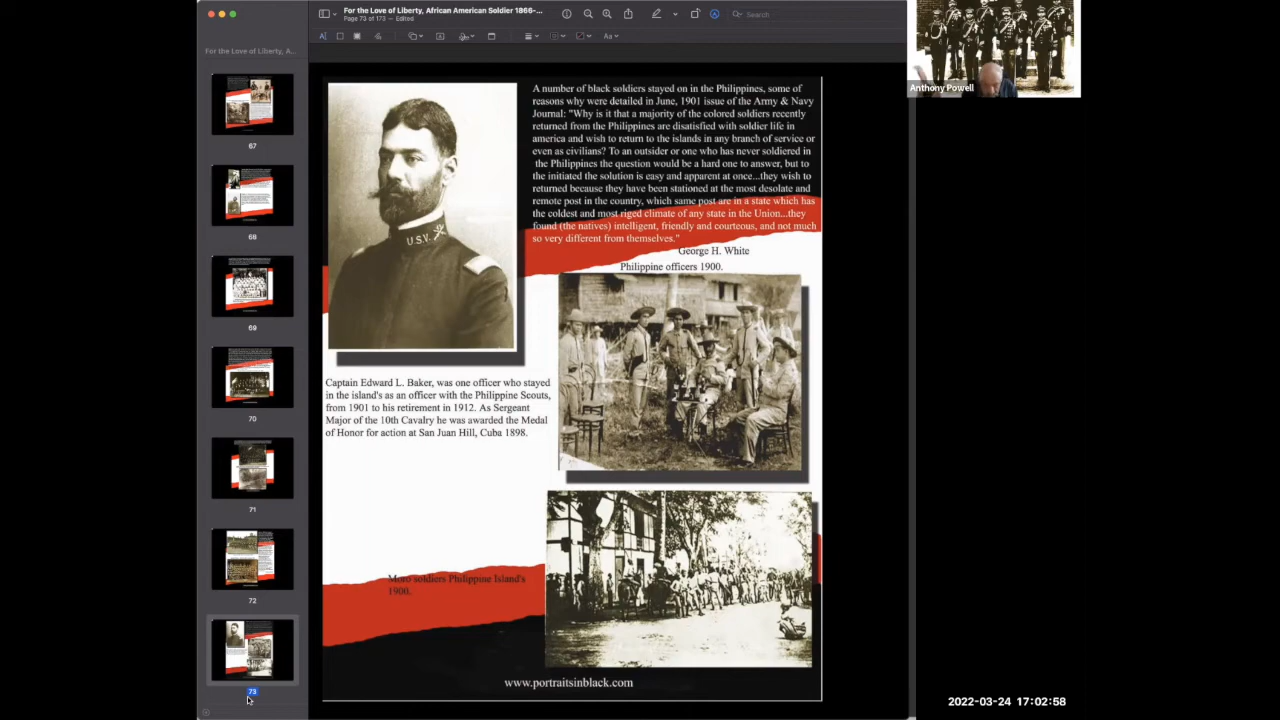 For the Love of Liberty, African American Soldier 1866-...
Page 73 of 173 — Edited
Search
For the Love of Liberty, A...
67
68
69
70
71
72
73
A number of black soldiers stayed on in the Philippines, some of
reasons why were detailed in June, 1901 issue of the Army & Navy
Journal: "Why is it that a majority of the colored soldiers recently
returned from the Philippines are disatisfied with soldier life in
america and wish to return to the islands in any branch of service or
even as civilians? To an outsider or one who has never soldiered in
the Philippines the question would be a hard one to answer, but to
the initiated the solution is easy and apparent at once...they wish to
returned because they have been stationed at the most desolate and
remote post in the country, which same post are in a state which has
the coldest and most riged climate of any state in the Union...they
found (the natives) intelligent, friendly and courteous, and not much
so very different from themselves."
George H. White
Philippine officers 1900.
U.S.V.
Captain Edward L. Baker, was one officer who stayed
in the island's as an officer with the Philippine Scouts,
from 1901 to his retirement in 1912. As Sergeant
Major of the 10th Cavalry he was awarded the Medal
of Honor for action at San Juan Hill, Cuba 1898.
Moro soldiers Philippine Island's
1900.
www.portraitsinblack.com
Anthony Powell
2022-03-24 17:02:58